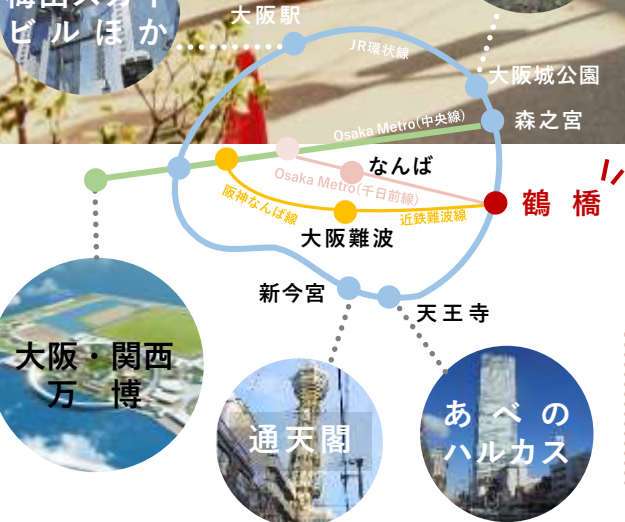 梅田スカイ
ビルほか
大阪駅
JR環状線
大阪城公園
森之宮
Osaka Metro(中央線)
なんば
Osaka Metro(千日前線)
阪神なんば線
近鉄難波線
鶴橋
大阪難波
新今宮
天王寺
大阪・関西
万博
通天閣
あべの
ハルカス